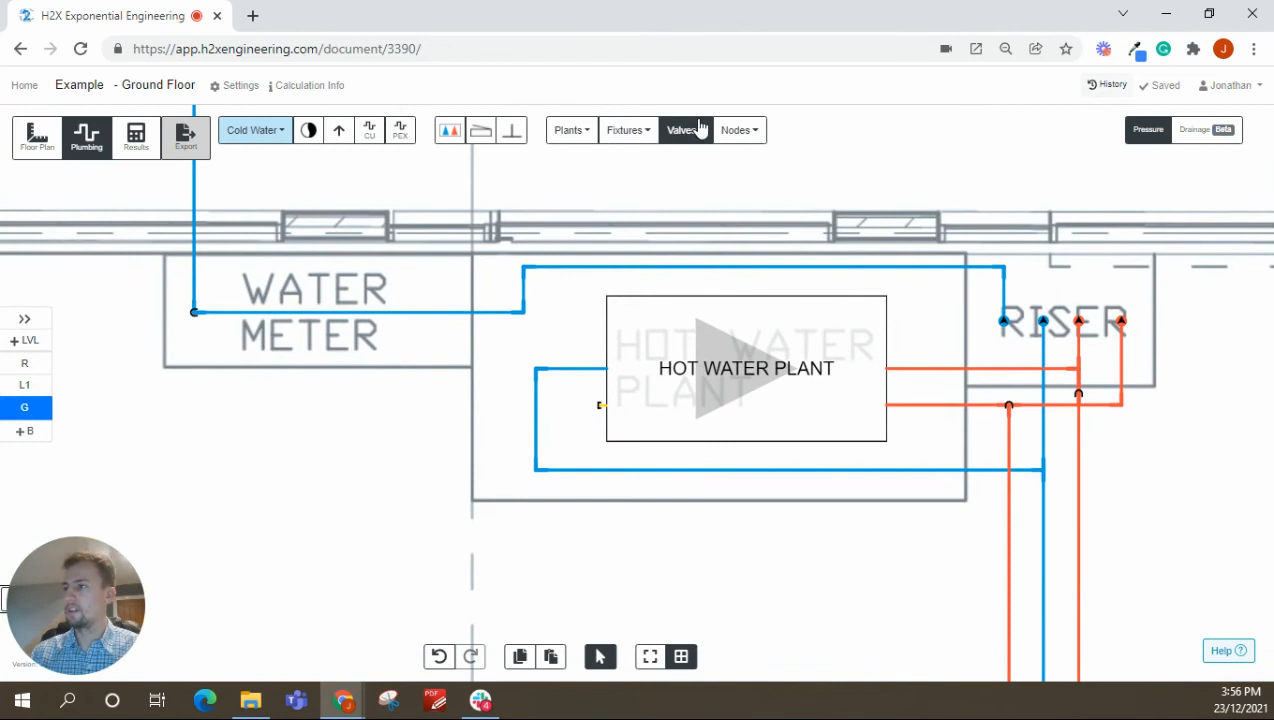 H2X Exponential Engineering
https://app.h2xengineering.com/document/3390/
J
Home
Example - Ground Floor
Settings
Calculation Info
History
Saved
Jonathan
Floor Plan
Plumbing
Results
Export
Cold Water
CU
PEX
Plants
Fixtures
Valves
Nodes
Pressure
Drainage Beta
WATER
METER
HOT WATER
PLANT
HOT WATER PLANT
RISER
LVL
R
L1
G
B
Help
PDF
4
3:56 PM
23/12/2021